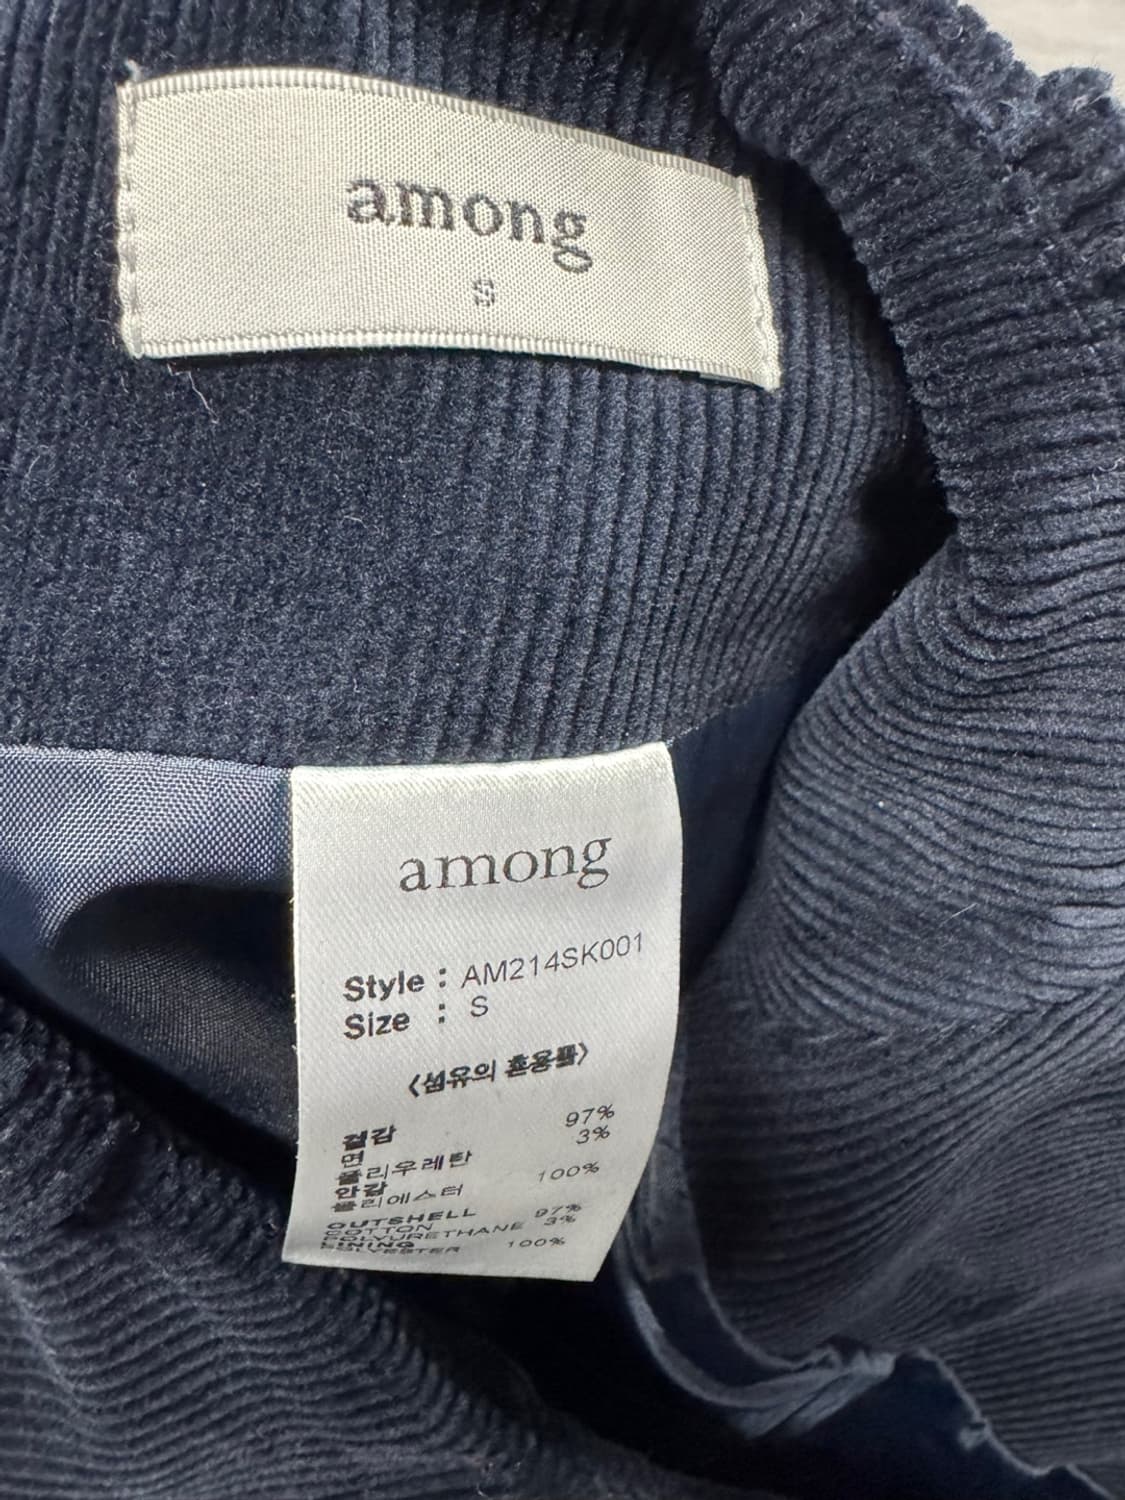 among
S
among
Style : AM214SK001
Size : S
<섬유의 혼용률>
겉감
면 97%
폴리우레탄 3%
안감
폴리에스터 100%
OUTSHELL
COTTON 97%
POLYURETHANE 3%
LINING
POLYESTER 100%